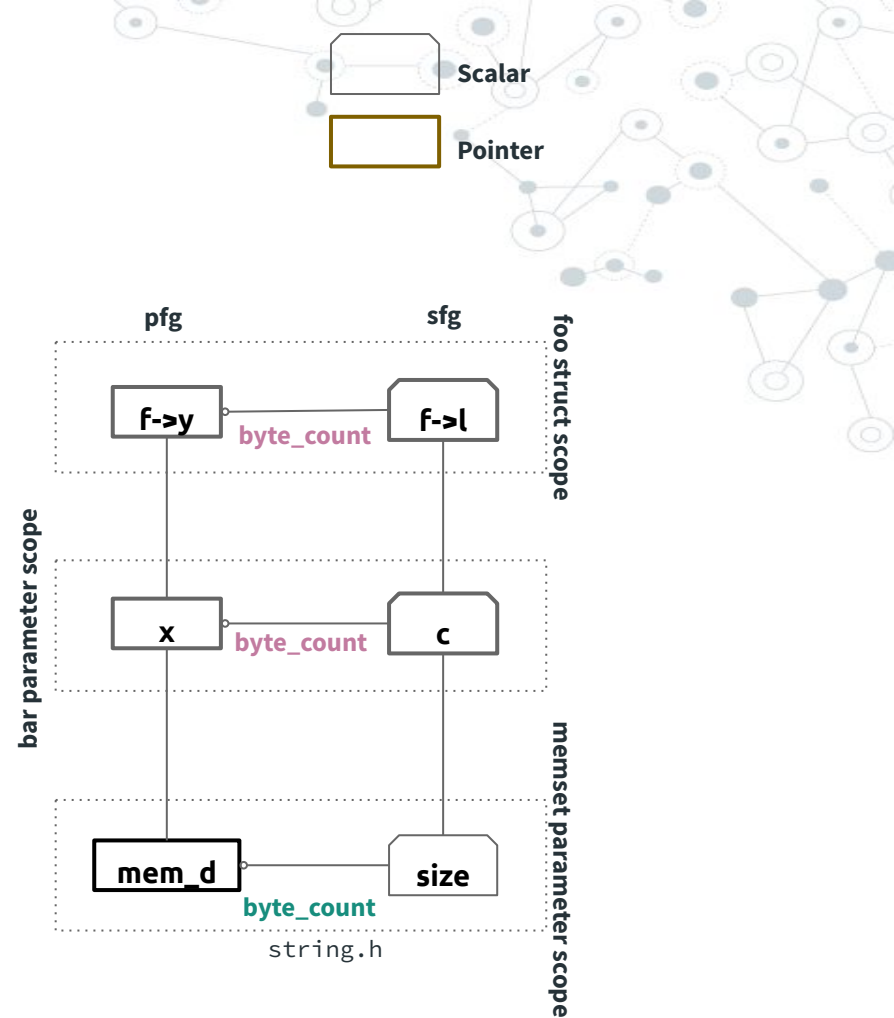 Scalar
Pointer
pfg
sfg
foo struct scope
f->y
f->l
byte_count
bar parameter scope
x
c
byte_count
memset parameter scope
mem_d
size
byte_count
string.h